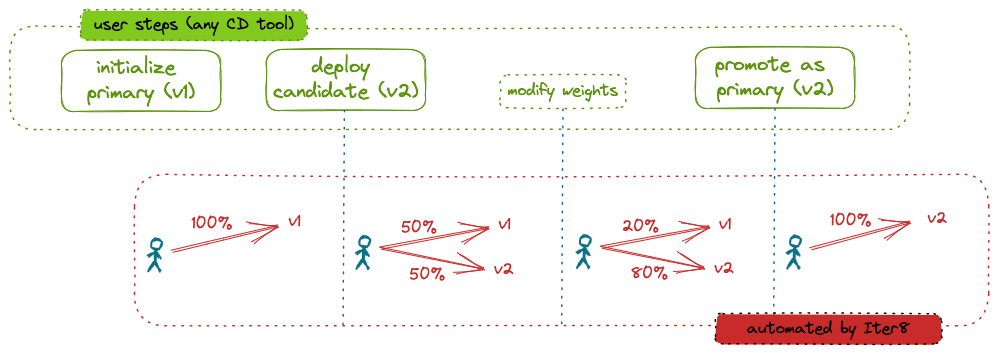 user steps (any CD tool)
initialize
primary (v1)
deploy
candidate (v2)
modify weights
promote as
primary (v2)
100%
v1
50%
v1
50%
v2
20%
v1
80%
v2
100%
v2
automated by Iter8